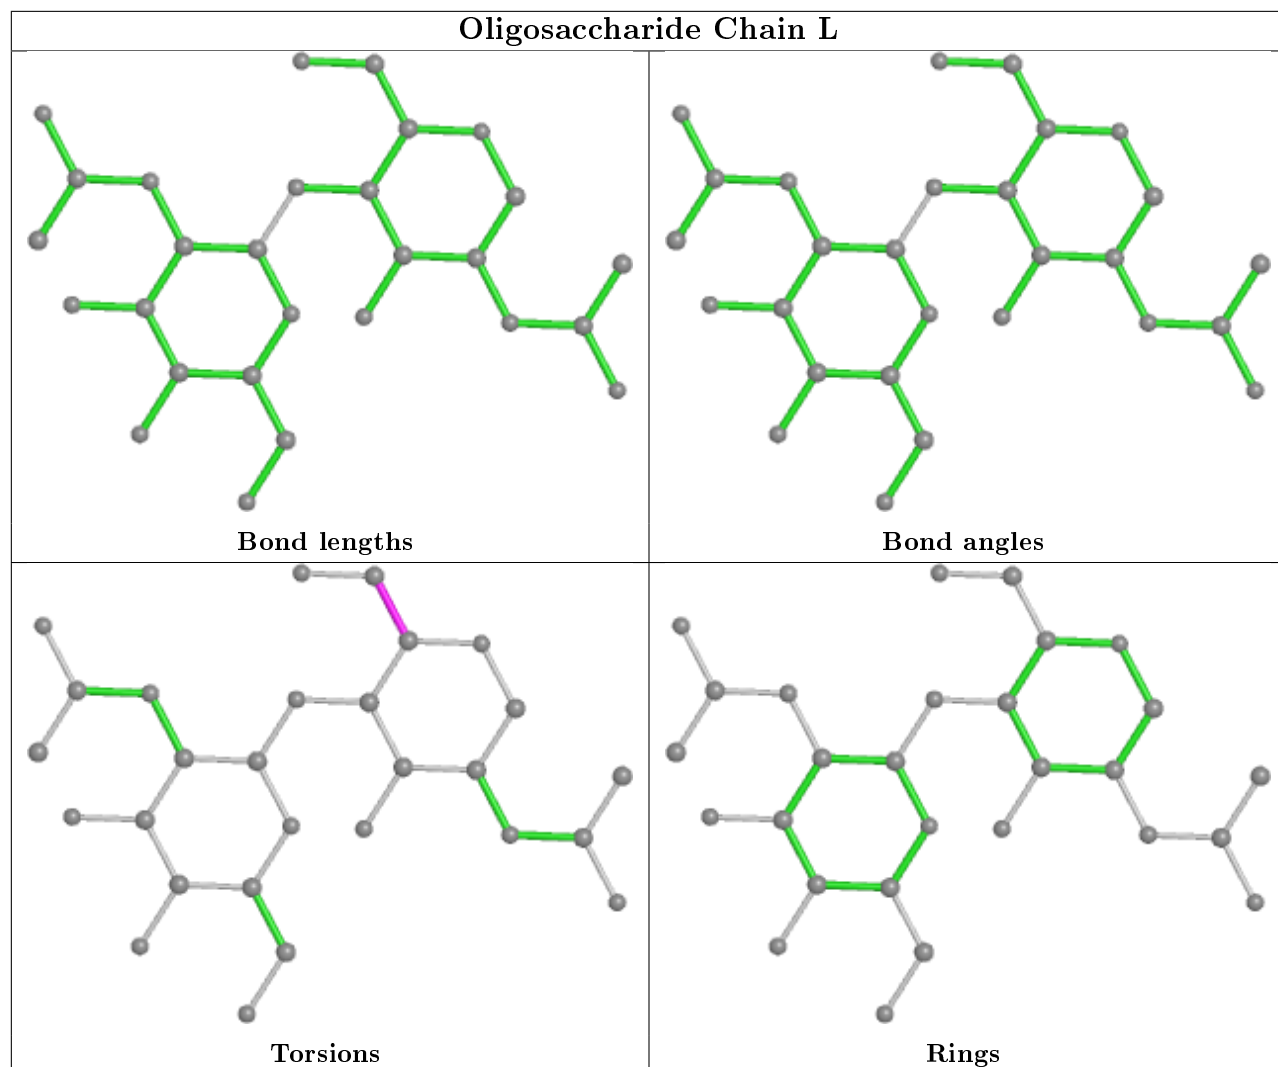 Oligosaccharide Chain L
Bond lengths
Bond angles
Torsions
Rings